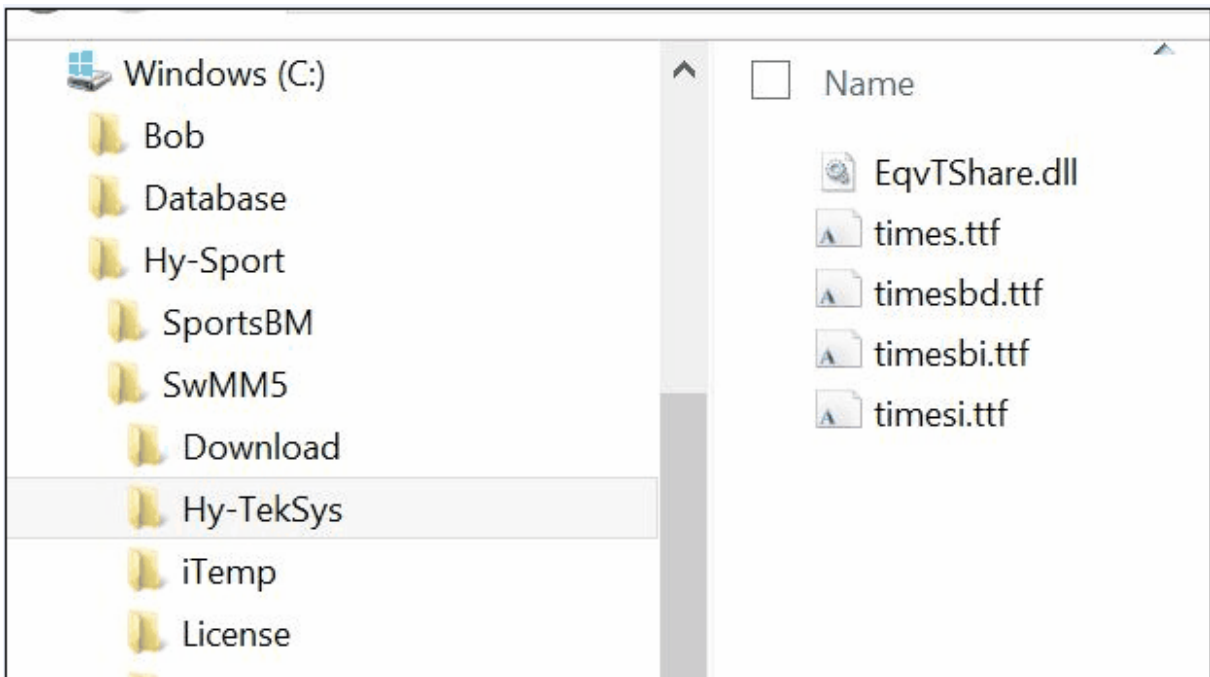 Windows (C:)
Bob
Database
Hy-Sport
SportsBM
SwMM5
Download
Hy-TekSys
iTemp
License
Name
EqvTShare.dll
times.ttf
timesbd.ttf
timesbi.ttf
timesi.ttf